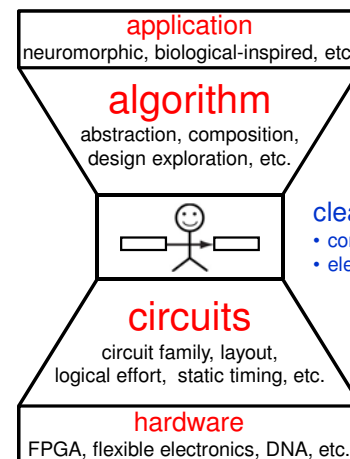 application
neuromorphic, biological-inspired, etc
algorithm
abstraction, composition,
design exploration, etc.
• 
circuits
circuit family, layout,
logical effort, static timing, etc.
hardware
FPGA, flexible electronics, DNA, etc.